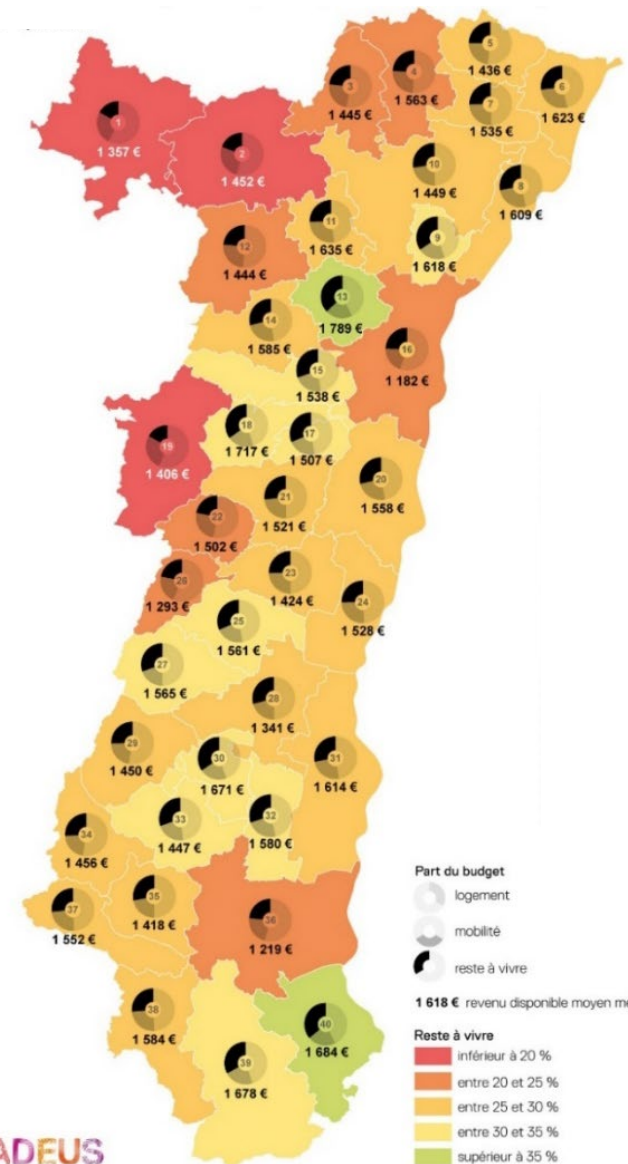 5
1 436 €
4
1 563 €
3
1 445 €
6
1 623 €
7
1 535 €
1
1 357 €
2
1 452 €
10
1 449 €
8
1 609 €
11
1 635 €
9
1 618 €
12
1 444 €
13
1 789 €
14
1 585 €
16
1 182 €
15
1 538 €
18
1 717 €
17
1 507 €
19
1 406 €
20
1 558 €
21
1 521 €
22
1 502 €
23
1 424 €
26
1 293 €
24
1 528 €
25
1 561 €
27
1 565 €
28
1 341 €
29
1 450 €
30
1 671 €
31
1 614 €
32
1 580 €
33
1 447 €
34
1 456 €
35
1 418 €
37
1 552 €
36
1 219 €
38
1 584 €
40
1 684 €
39
1 678 €
Part du budget
logement
mobilité
reste à vivre
1 618 € revenu disponible moyen
Reste à vivre
inférieur à 20 %
entre 20 et 25 %
entre 25 et 30 %
entre 30 et 35 %
supérieur à 35 %
ADEUS